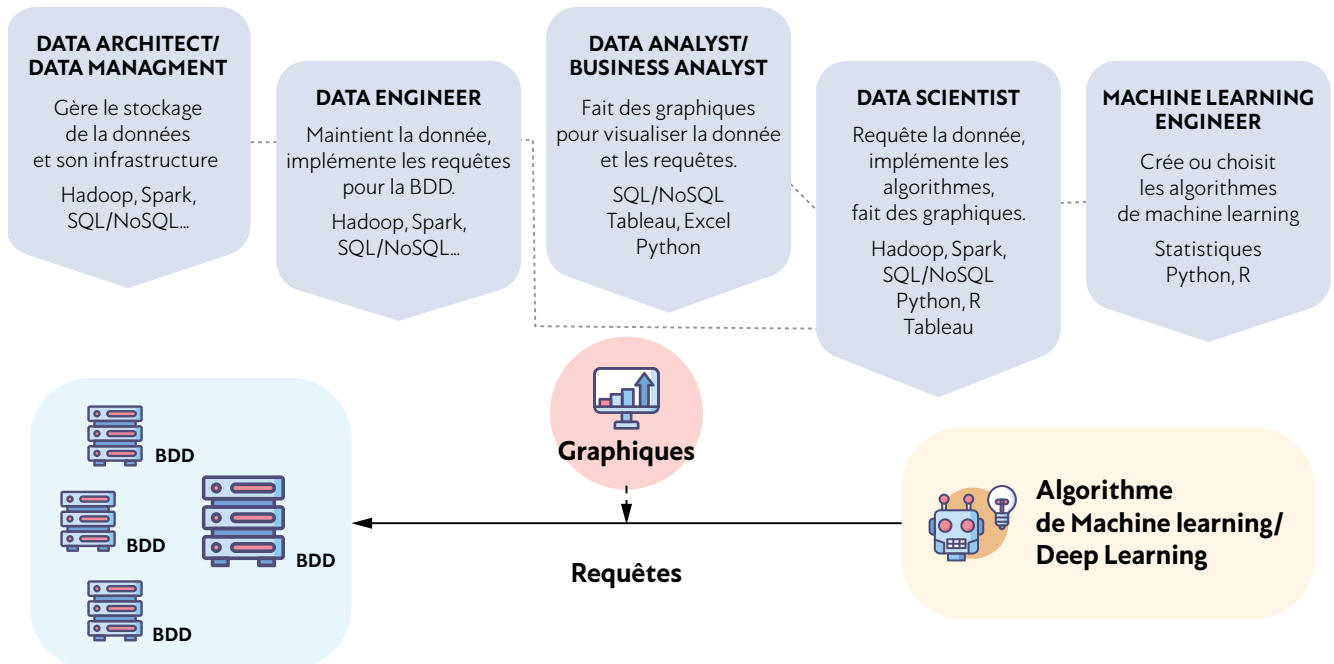 DATA ARCHITECT/
DATA MANAGMENT
Gère le stockage
de la données
et son infrastructure
Hadoop, Spark,
SQL/NoSQL…
DATA ENGINEER
Maintient la donnée,
implémente les requêtes
pour la BDD.
Hadoop, Spark,
SQL/NoSQL…
DATA ANALYST/
BUSINESS ANALYST
Fait des graphiques
pour visualiser la donnée
et les requêtes.
SQL/NoSQL
Tableau, Excel
Python
DATA SCIENTIST
Requête la donnée,
implémente les
algorithmes,
fait des graphiques.
Hadoop, Spark,
SQL/NoSQL
Python, R
Tableau
MACHINE LEARNING
ENGINEER
Crée ou choisit
les algorithmes
de machine learning
Statistiques
Python, R
BDD
BDD
BDD
BDD
Graphiques
Requêtes
Algorithme
de Machine learning/
Deep Learning